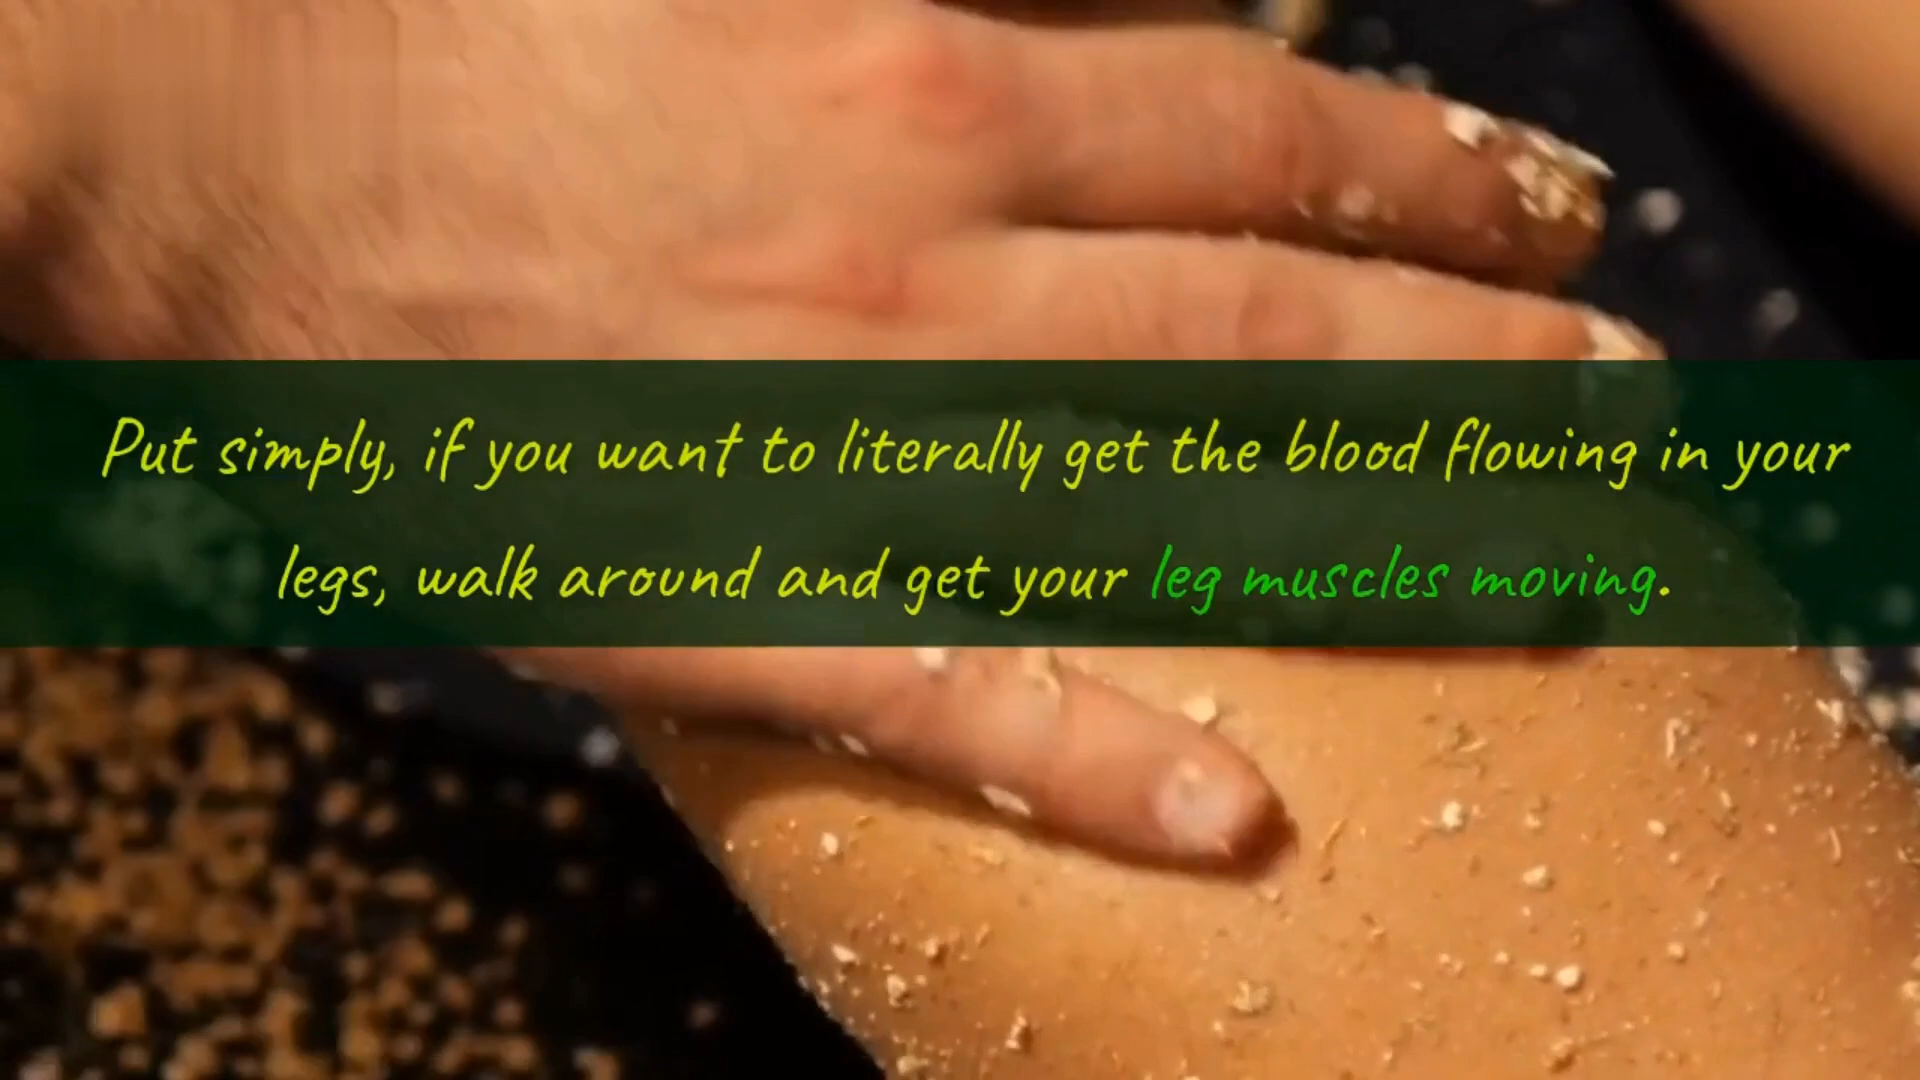 Put simply, if you want to literally get the blood flowing in your
legs, walk around and get your leg muscles moving.